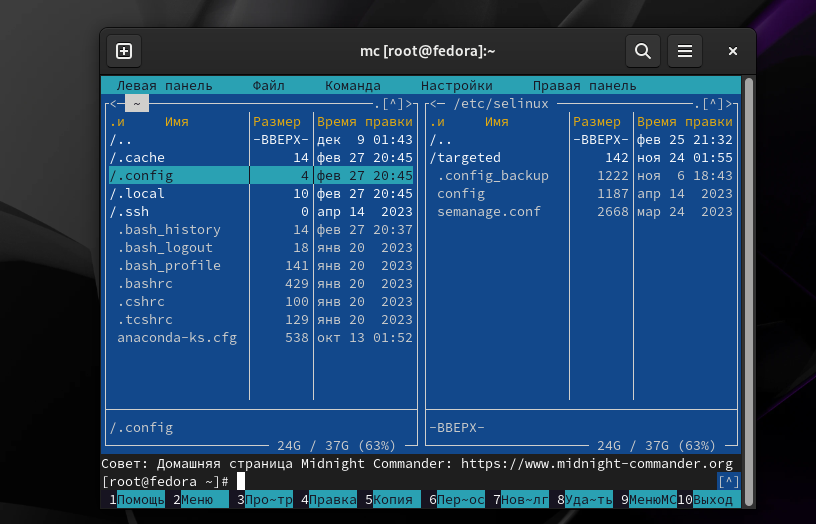 mc [root@fedora]:~
Левая панель Файл Команда Настройки Правая панель
<— ~ .[^]> <— /etc/selinux .[^]>
.и Имя Размер Время правки .и Имя Размер Время правки
/.. -ВВЕРХ- дек 9 01:43 /.. -ВВЕРХ- фев 25 21:32
/.cache 14 фев 27 20:45 /targeted 142 ноя 24 01:55
/.config 4 фев 27 20:45 .config_backup 1222 ноя 6 18:43
/.local 10 фев 27 20:45 config 1187 апр 14 2023
/.ssh 0 апр 14 2023 semanage.conf 2668 мар 24 2023
.bash_history 14 фев 27 20:37
.bash_logout 18 янв 20 2023
.bash_profile 141 янв 20 2023
.bashrc 429 янв 20 2023
.cshrc 100 янв 20 2023
.tcshrc 129 янв 20 2023
anaconda-ks.cfg 538 окт 13 01:52
/.config -ВВЕРХ-
24G / 37G (63%) 24G / 37G (63%)
Совет: Домашняя страница Midnight Commander: https://www.midnight-commander.org
[root@fedora ~]# [^]
1Помощь 2Меню 3Про~тр 4Правка 5Копия 6Пер~ос 7Нов~лг 8Уда~ть 9МенюMC 10Выход